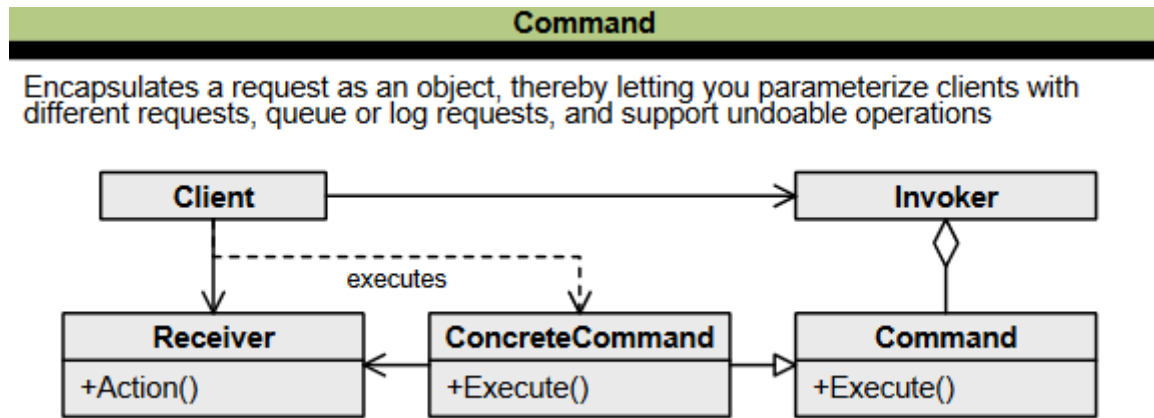 Command
Encapsulates a request as an object, thereby letting you parameterize clients with
different requests, queue or log requests, and support undoable operations
Client
Invoker
executes
Receiver
ConcreteCommand
Command
+Action()
+Execute()
+Execute()